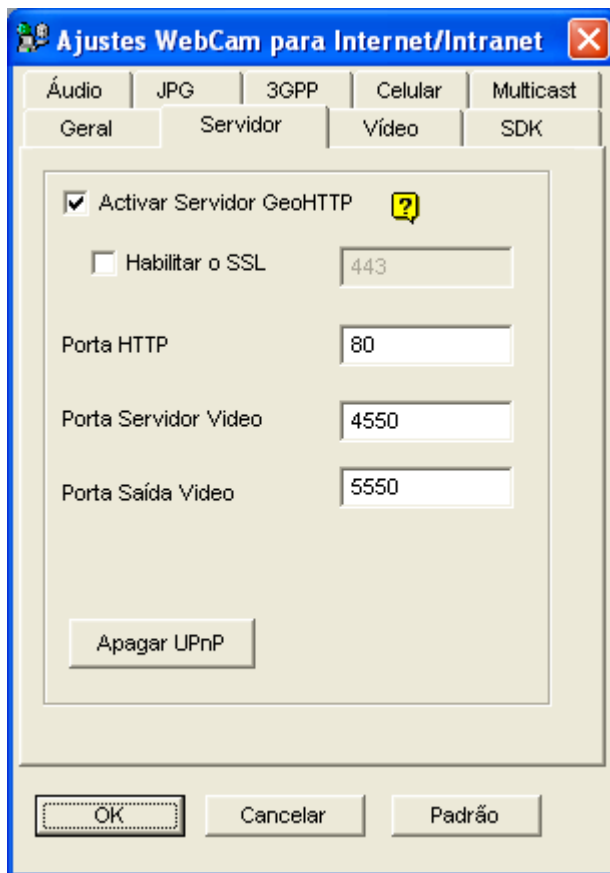 Ajustes WebCam para Internet/Intranet
Áudio JPG 3GPP Celular Multicast
Geral Servidor Vídeo SDK
Activar Servidor GeoHTTP ?
Habilitar o SSL 443
Porta HTTP 80
Porta Servidor Video 4550
Porta Saída Video 5550
Apagar UPnP
OK Cancelar Padrão